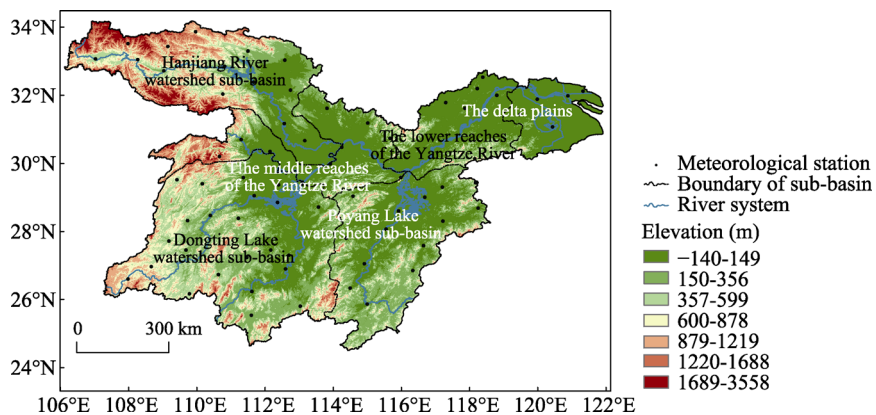 34°N
32°N
30°N
28°N
26°N
24°N
Hanjiang River
watershed sub-basin
The delta plains
The lower reaches
of the Yangtze River
The middle reaches
of the Yangtze River
Poyang Lake
watershed sub-basin
Dongting Lake
watershed sub-basin
0 300 km
106°E 108°E 110°E 112°E 114°E 116°E 118°E 120°E 122°E
Meteorological station
Boundary of sub-basin
River system
Elevation (m)
−140-149
150-356
357-599
600-878
879-1219
1220-1688
1689-3558